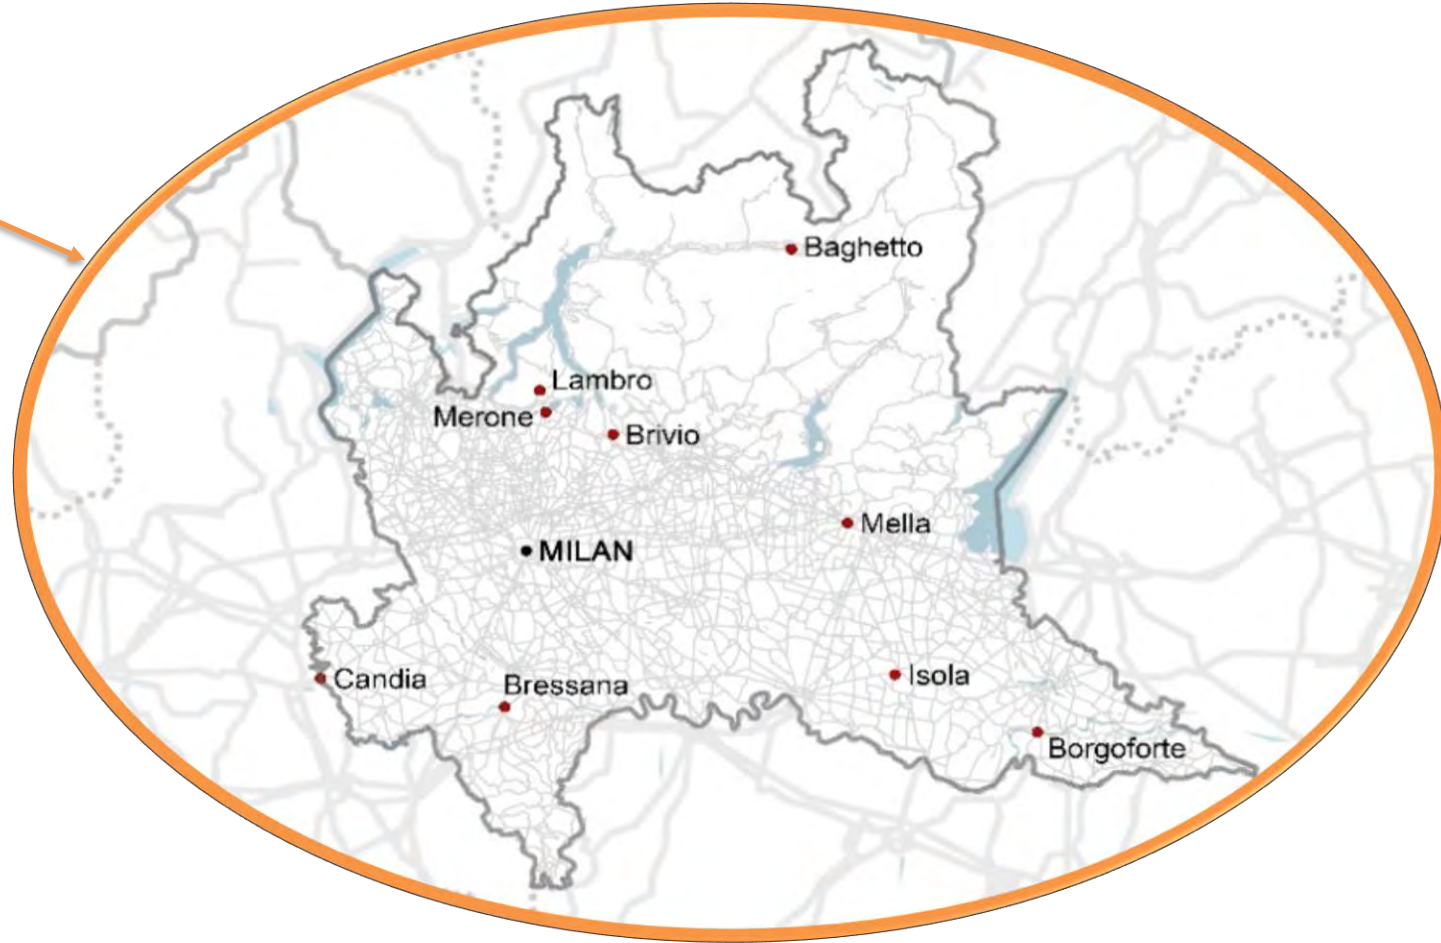 Baghetto
Lambro
Merone
Brivio
Mella
MILAN
Candia
Bressana
Isola
Borgoforte